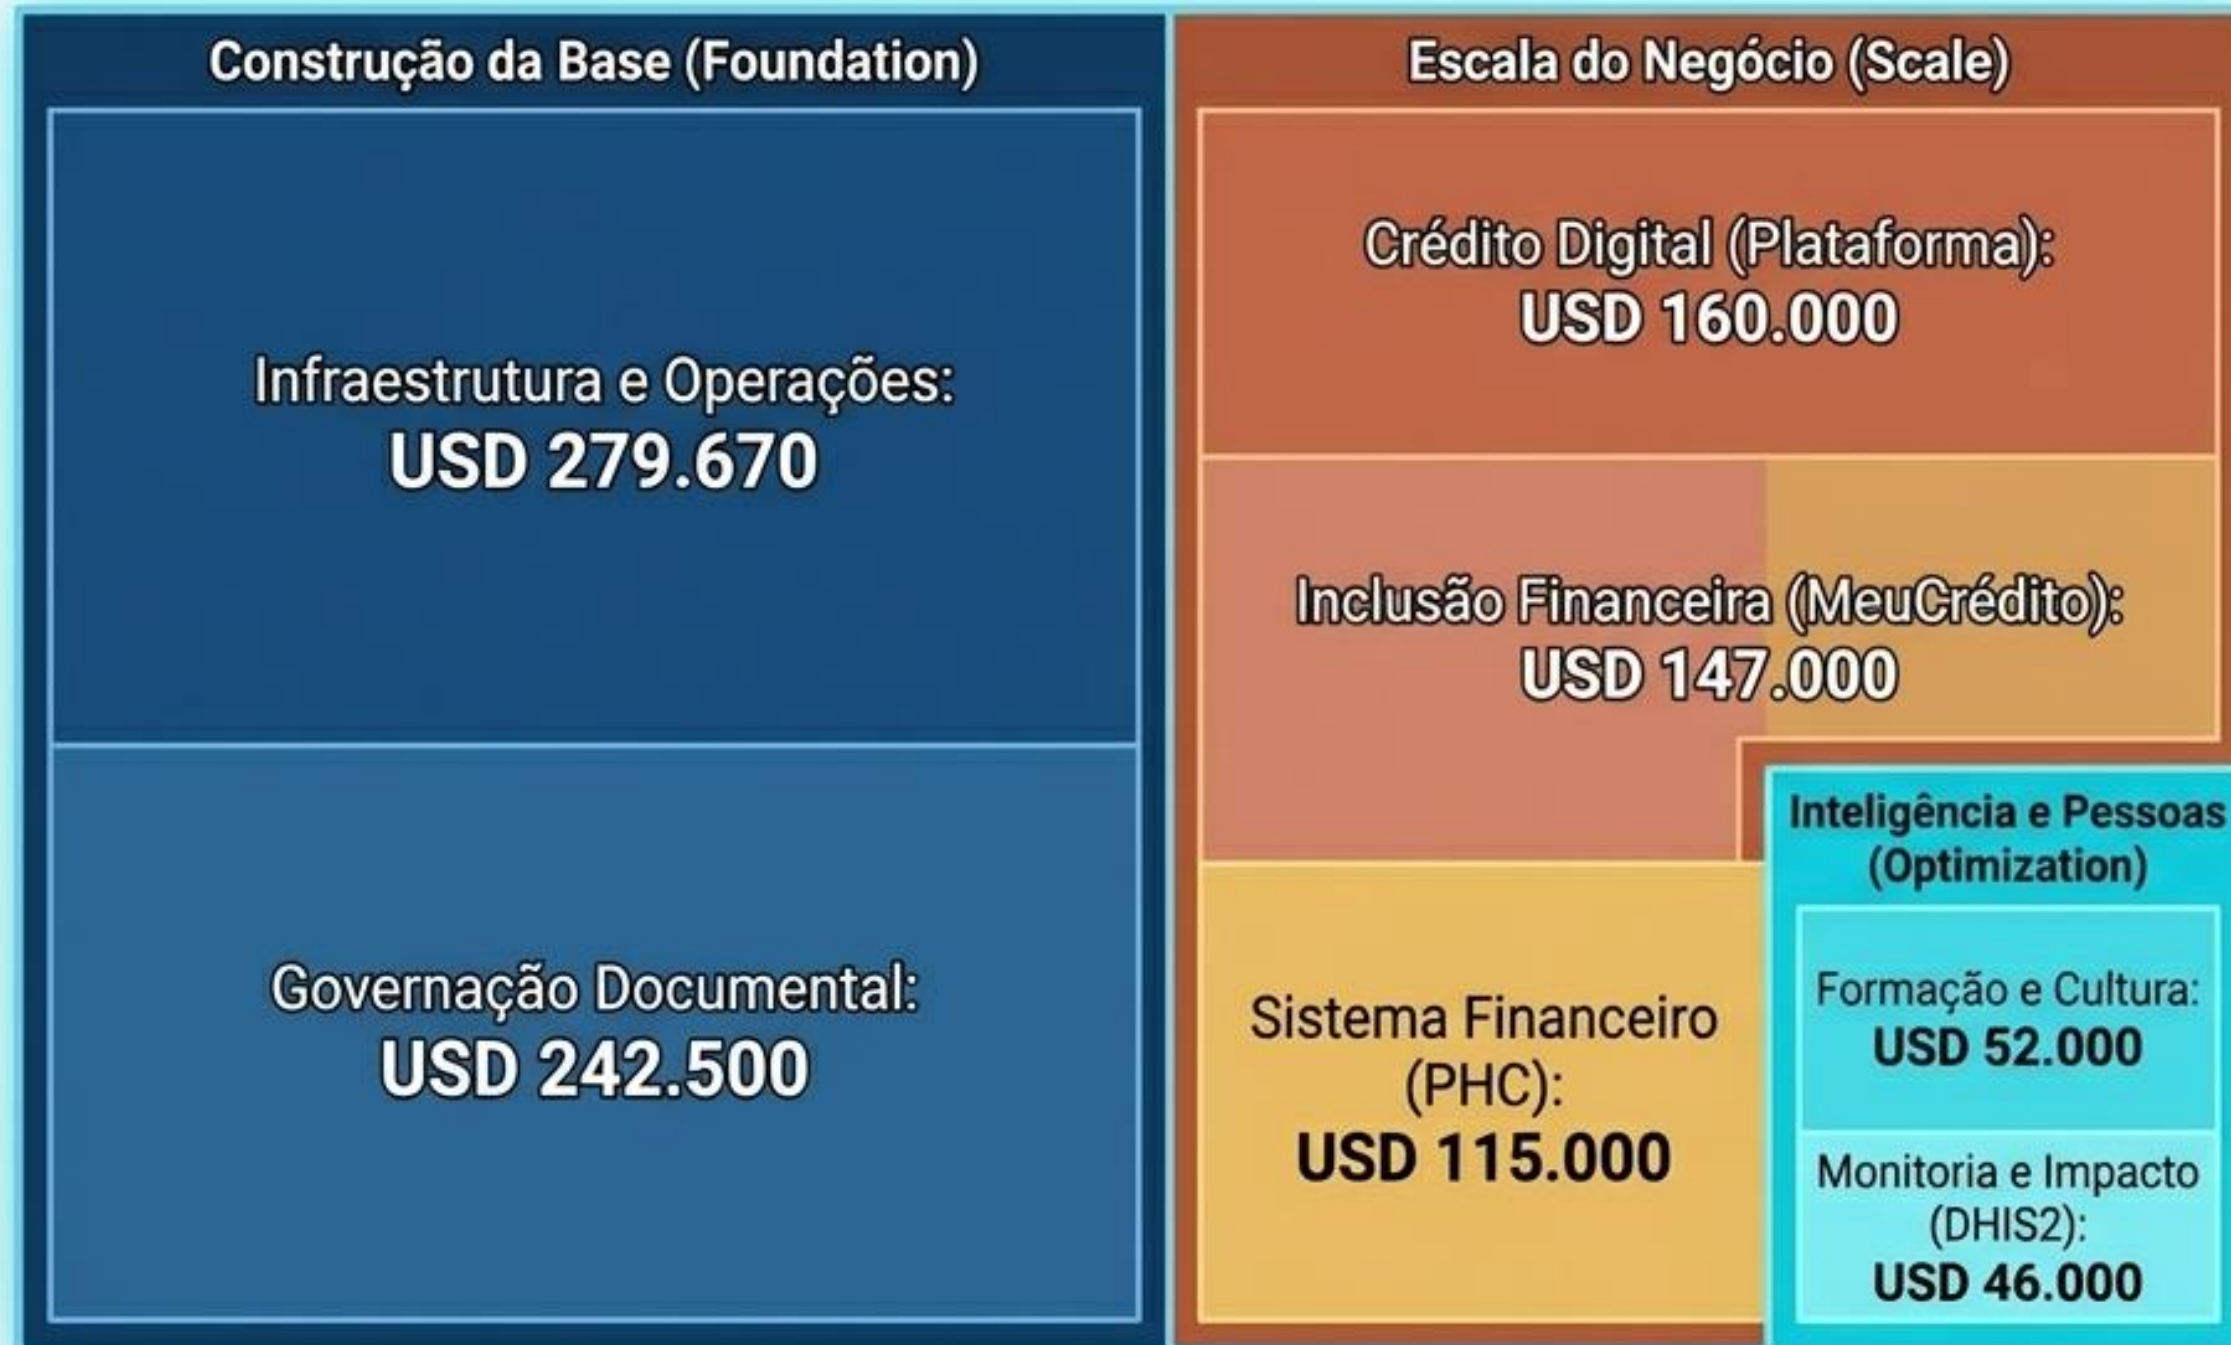 Construção da Base (Foundation)
Infraestrutura e Operações:
USD 279.670
Governação Documental:
USD 242.500
Escala do Negócio (Scale)
Crédito Digital (Plataforma):
USD 160.000
Inclusão Financeira (MeuCrédito):
USD 147.000
Sistema Financeiro
(PHC):
USD 115.000
Inteligência e Pessoas
(Optimization)
Formação e Cultura:
USD 52.000
Monitoria e Impacto
(DHIS2):
USD 46.000